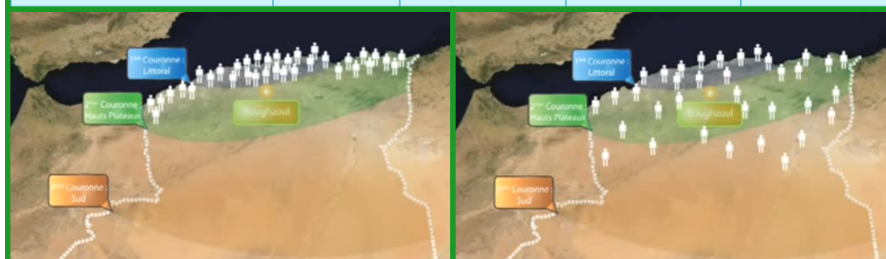 1ère Couronne :
Littoral
2ème Couronne :
Hauts Plateaux
Boughzoul
3ème Couronne :
Sud
1ère Couronne :
Littoral
2ème Couronne :
Hauts Plateaux
Boughzoul
3ème Couronne :
Sud